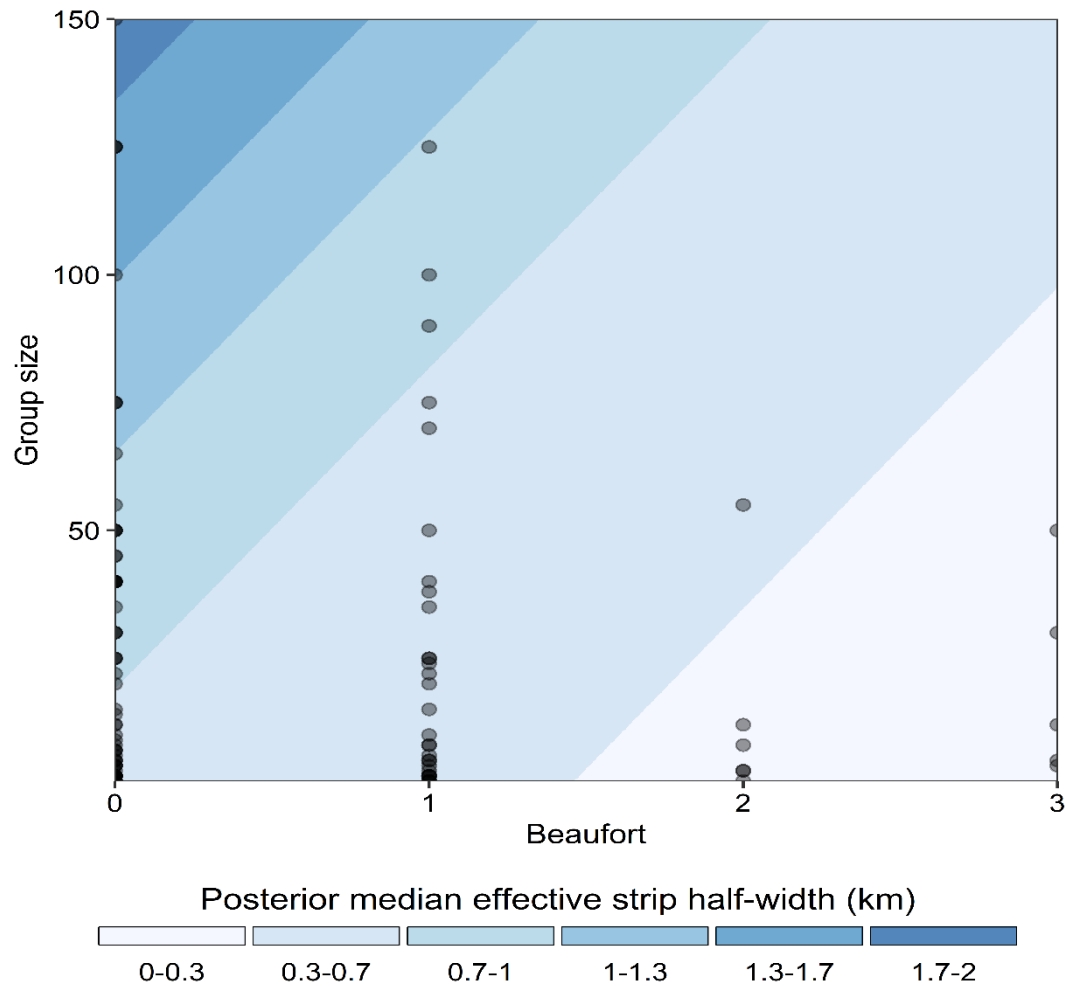 150
100
50
Group size
0 1 2 3
Beaufort
Posterior median effective strip half-width (km)
0-0.3 0.3-0.7 0.7-1 1-1.3 1.3-1.7 1.7-2